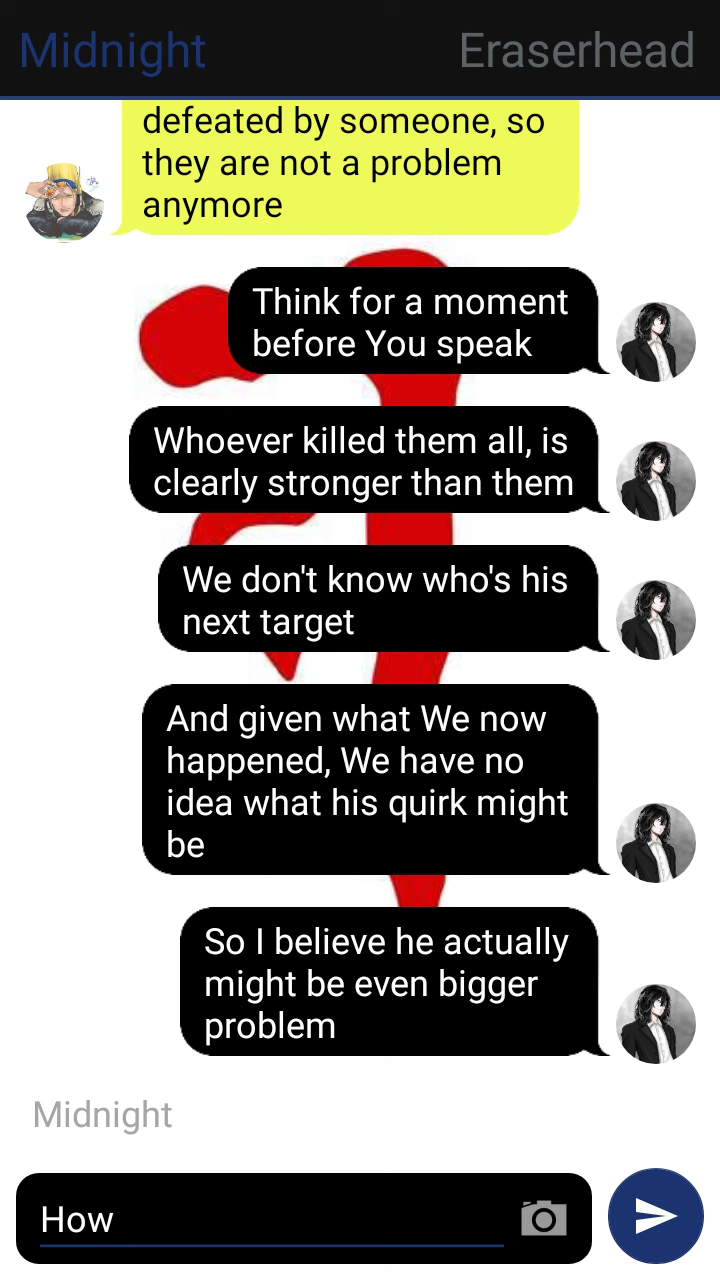 Midnight
Eraserhead
defeated by someone, so
they are not a problem
anymore
Think for a moment
before You speak
Whoever killed them all, is
clearly stronger than them
We don't know who's his
next target
And given what We now
happened, We have no
idea what his quirk might
be
So I believe he actually
might be even bigger
problem
Midnight
How